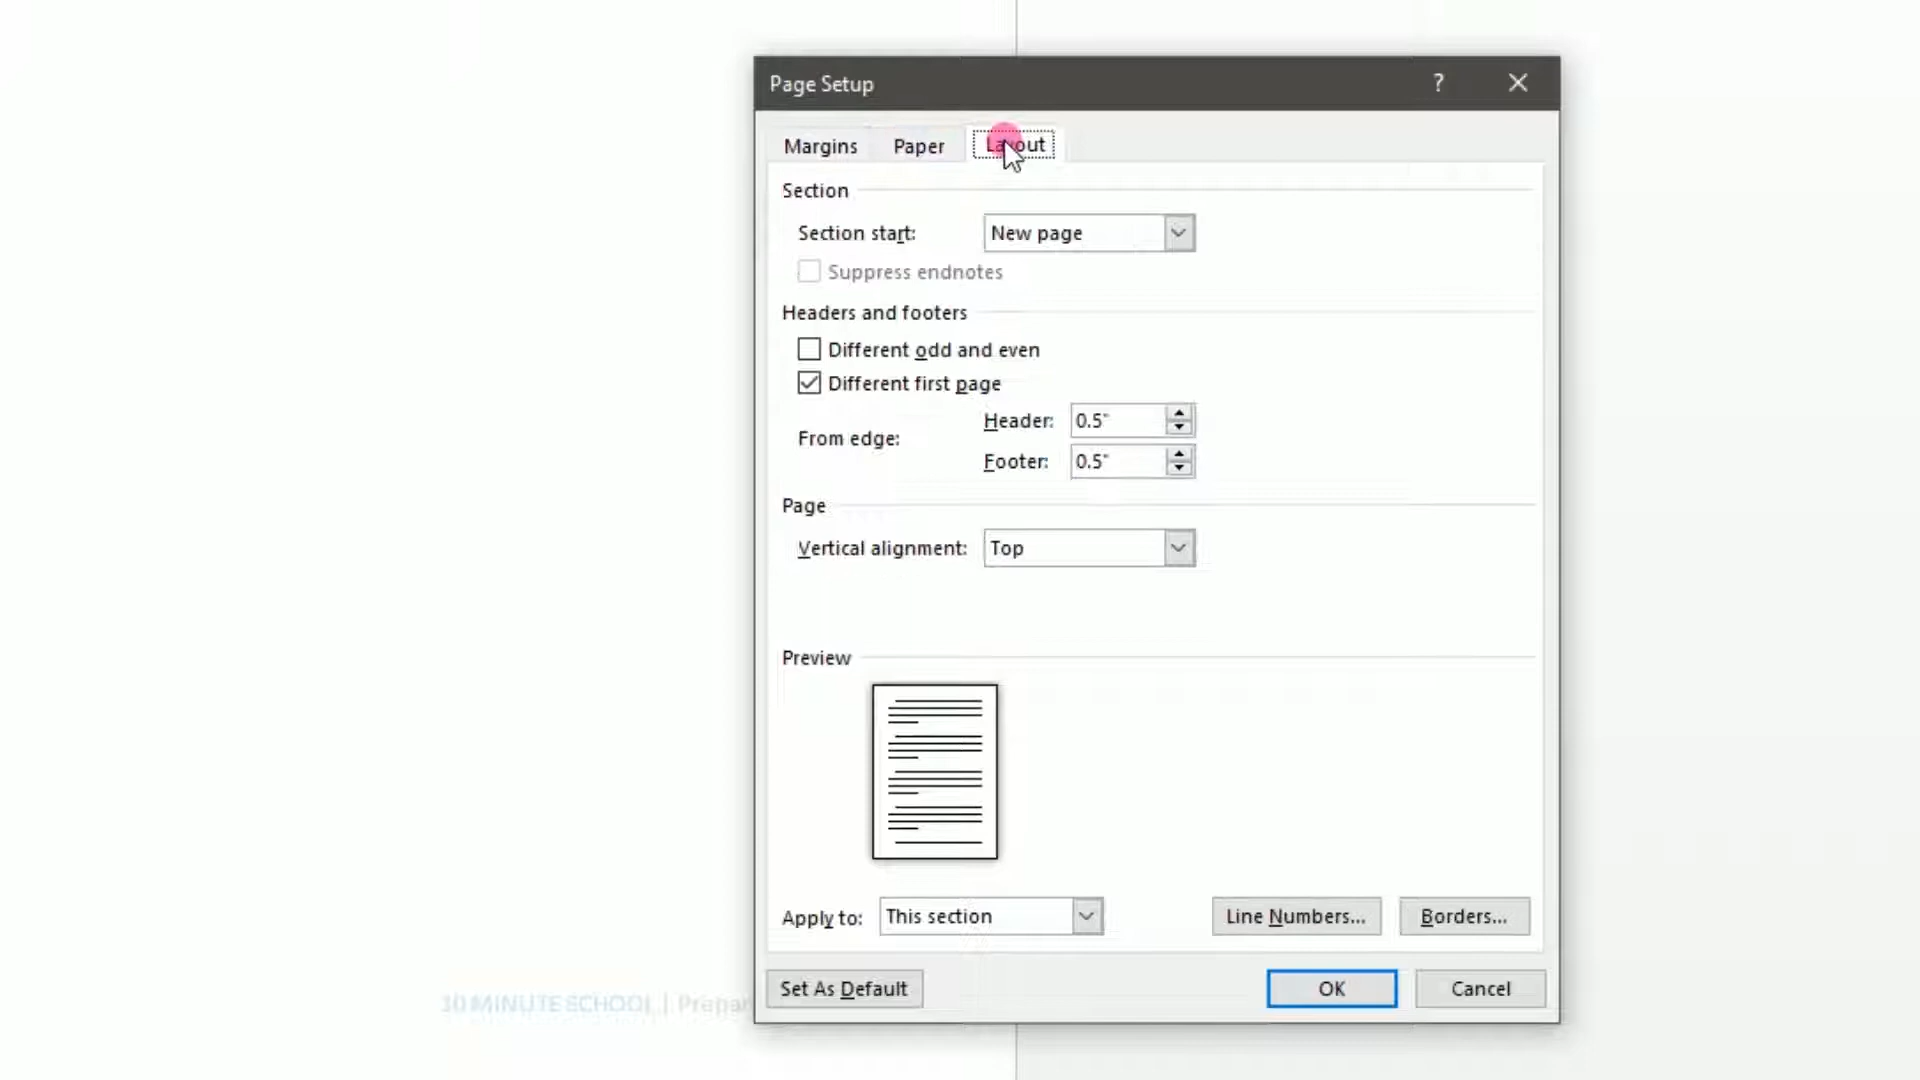 Page Setup ?
Margins Paper Layout
Section
Section start: New page
Suppress endnotes
Headers and footers
Different odd and even
Different first page
Header: 0.5"
From edge:
Footer: 0.5"
Page
Vertical alignment: Top
Preview
Apply to: This section Line Numbers... Borders...
10 MINUTE SCHOOL | Prepar
Set As Default OK Cancel